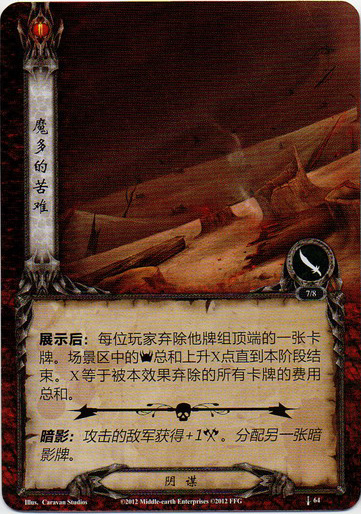 魔多的苦难
7/8
展示后：每位玩家弃除他牌组顶端的一张卡
牌。场景区中的总和上升X点直到本阶段结
束。X等于被本效果弃除的所有卡牌的费用
总和。
暗影：攻击的敌军获得+1。分配另一张暗
影牌。
阴谋
Illus. Caravan Studios
©2012 Middle-earth Enterprises ©2012 FFG
64